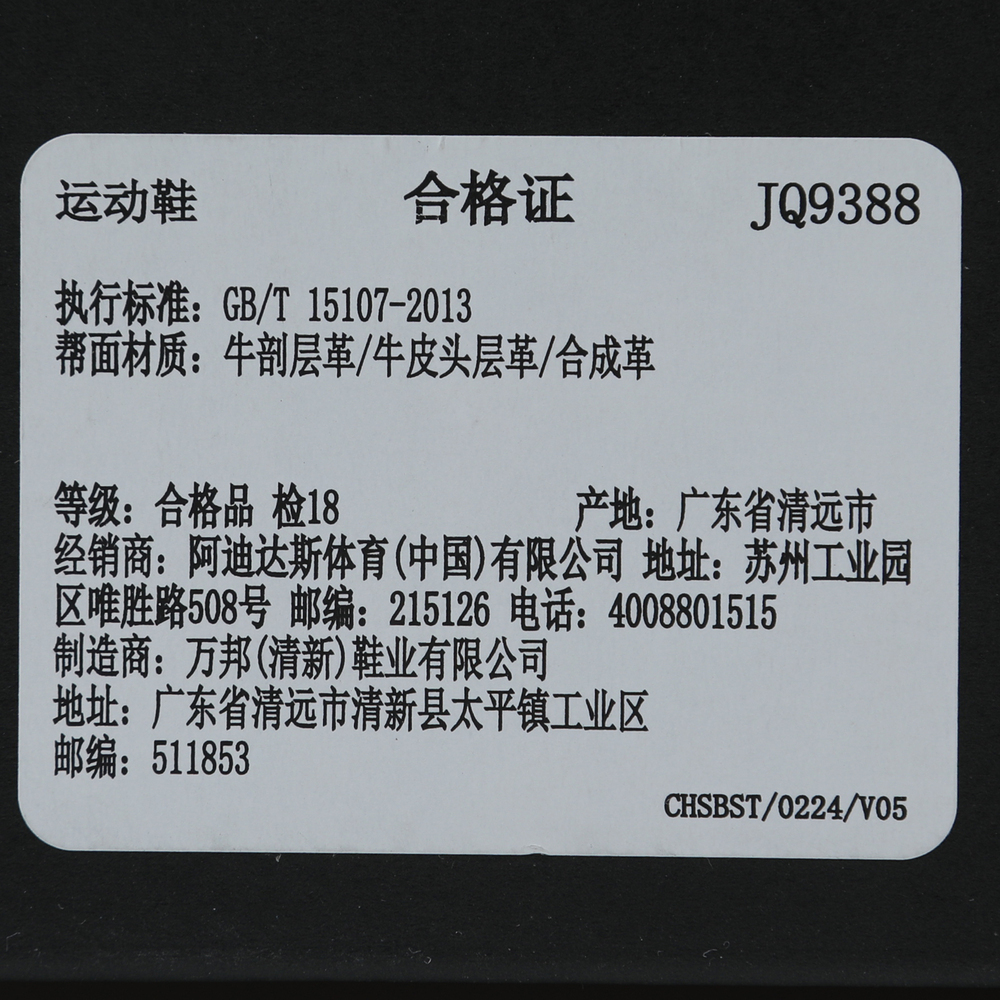 运动鞋 合格证 JQ9388
执行标准：GB/T 15107-2013
帮面材质：牛剖层革/牛皮头层革/合成革
等级：合格品 检18 产地：广东省清远市
经销商：阿迪达斯体育(中国)有限公司 地址：苏州工业园
区唯胜路508号 邮编：215126 电话：4008801515
制造商：万邦(清新)鞋业有限公司
地址：广东省清远市清新县太平镇工业区
邮编：511853
CHSBST/0224/V05